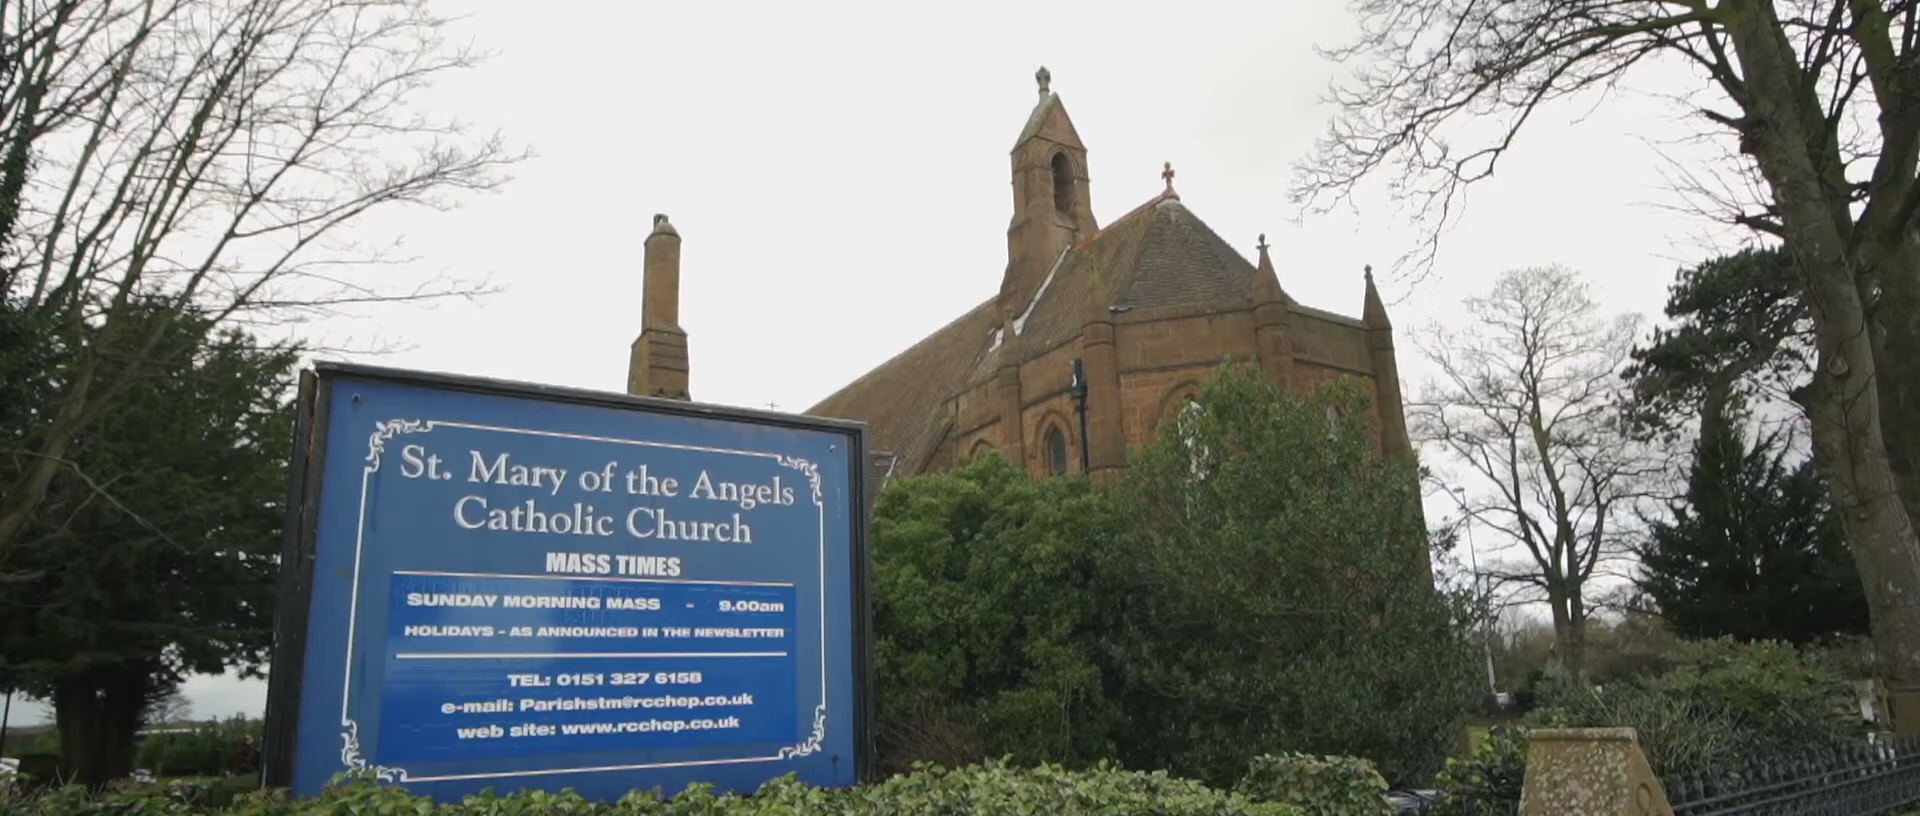 St. Mary of the Angels
Catholic Church
MASS TIMES
SUNDAY MORNING MASS - 9.00am
HOLIDAYS - AS ANNOUNCED IN THE NEWSLETTER
TEL: 0151 327 6158
e-mail: Parishstm@rcchep.co.uk
web site: www.rcchep.co.uk